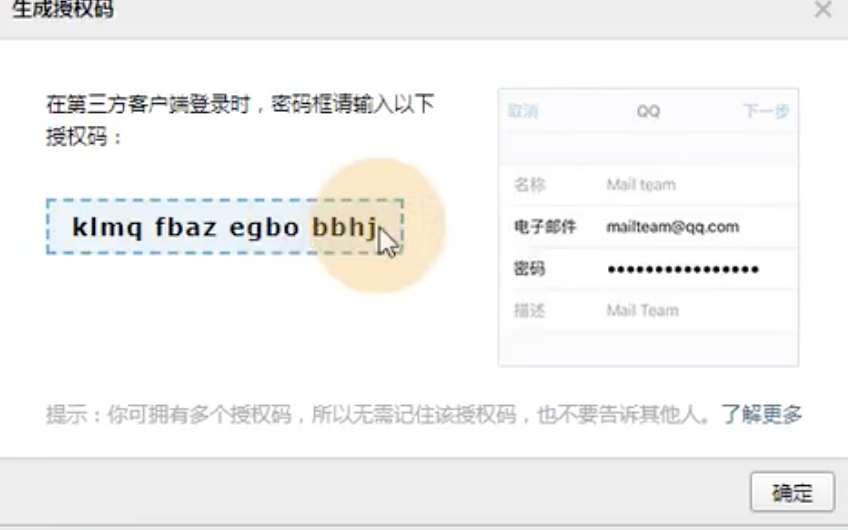 生成授权码
在第三方客户端登录时，密码框请输入以下
授权码：
klmq fbaz egbo bbhj
取消 QQ 下一步
名称 Mail team
电子邮件 mailteam@qq.com
密码 ••••••••••••••••
描述 Mail Team
提示：你可拥有多个授权码，所以无需记住该授权码，也不要告诉其他人。了解更多
确定